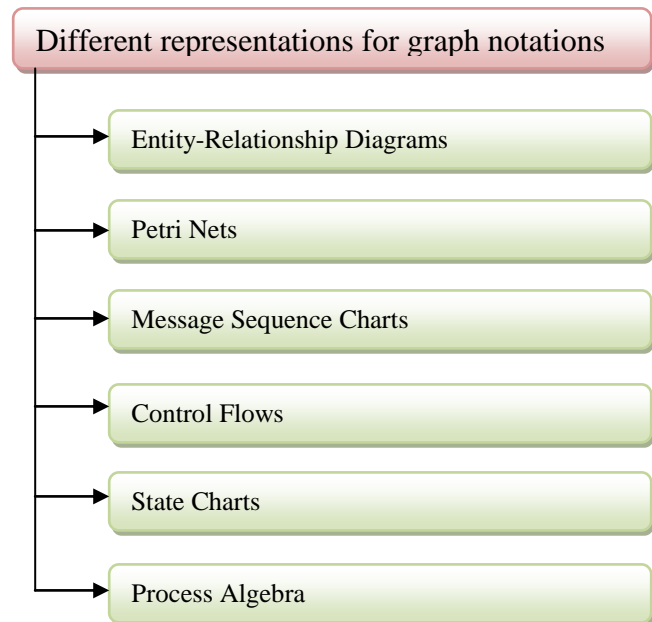 Different representations for graph notations
Entity-Relationship Diagrams
Petri Nets
Message Sequence Charts
Control Flows
State Charts
Process Algebra